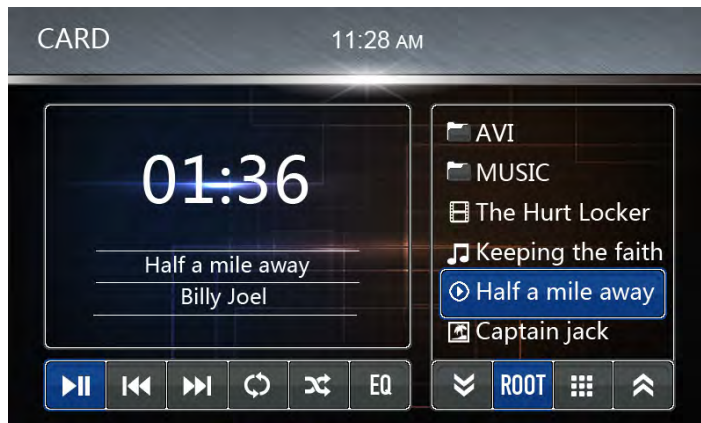 CARD
11:28 AM
01:36
Half a mile away
Billy Joel
AVI
MUSIC
The Hurt Locker
Keeping the faith
Half a mile away
Captain jack
EQ
ROOT